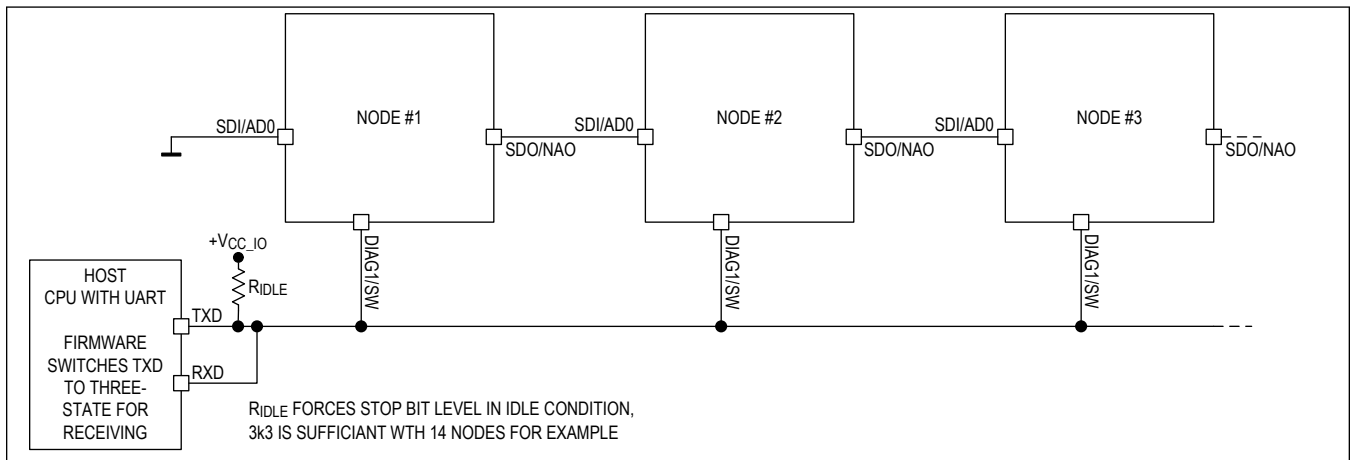 NODE #1
NODE #2
NODE #3
SDI/AD0
SDO/NAO
SDI/AD0
SDO/NAO
SDI/AD0
SDO/NAO
DIAG1/SW
DIAG1/SW
DIAG1/SW
+VCC_IO
RIDLE
HOST
CPU WITH UART
FIRMWARE
SWITCHES TXD
TO THREE-
STATE FOR
RECEIVING
TXD
RXD
RIDLE FORCES STOP BIT LEVEL IN IDLE CONDITION,
3k3 IS SUFFICIANT WTH 14 NODES FOR EXAMPLE